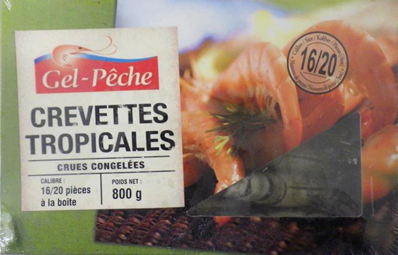 Gel-Pêche
CREVETTES
TROPICALES
CRUES CONGELÉES
CALIBRE :
16/20 pièces
à la boîte
POIDS NET :
800 g
16/20